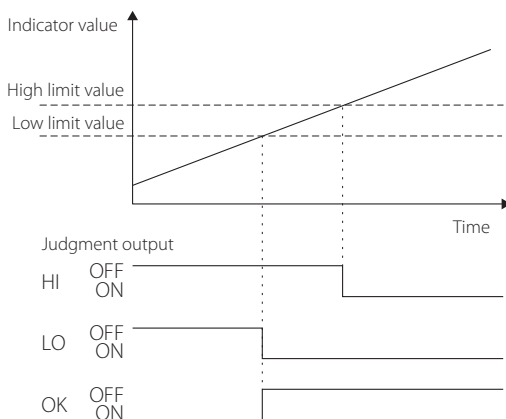 Indicator value
High limit value
Low limit value
Time
Judgment output
HI OFF
ON
LO OFF
ON
OK OFF
ON